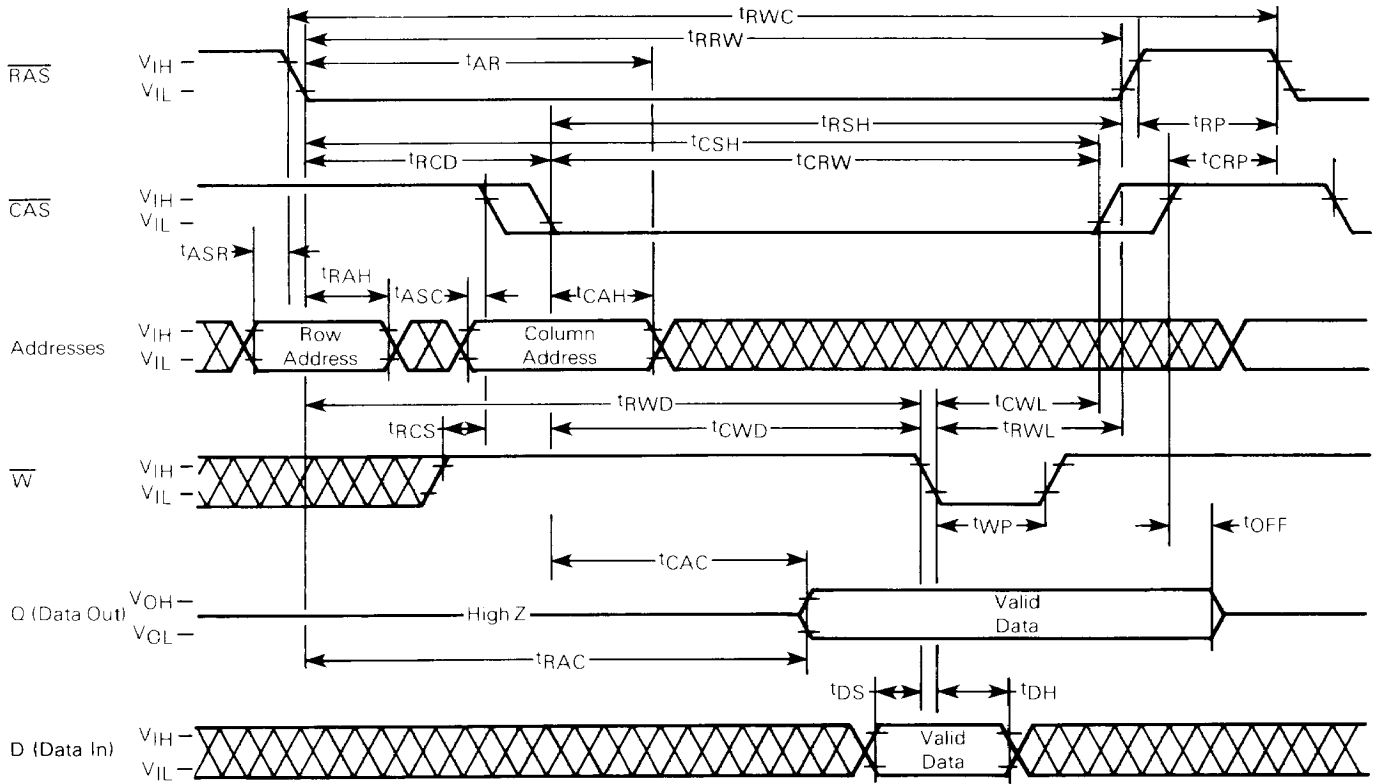 tRWC
tRRW
tAR
RAS
VIH
VIL
tRSH
tRP
tCSH
tRCD
tCRW
tCRP
CAS
VIH
VIL
tASR
tRAH
tASC
tCAH
Addresses
VIH
VIL
Row
Address
Column
Address
tRWD
tCWL
tRCS
tCWD
tRWL
W
VIH
VIL
tWP
tOFF
tCAC
Q (Data Out)
VOH
VOL
High Z
Valid
Data
tRAC
tDS
tDH
D (Data In)
VIH
VIL
Valid
Data